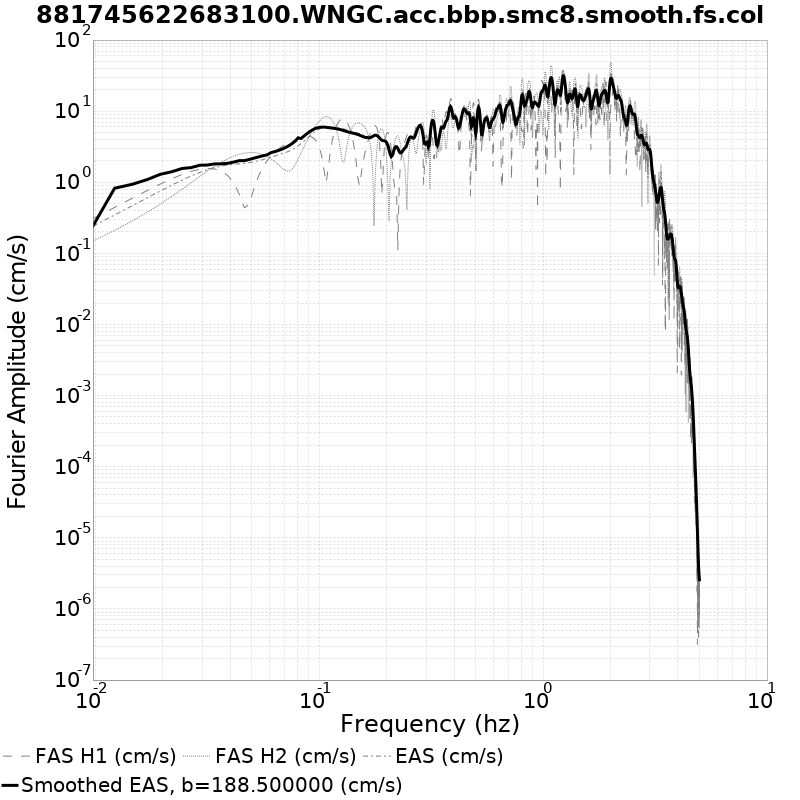 881745622683100.WNGC.acc.bbp.smc8.smooth.fs.col
10^2
10^1
10^0
10^-1
10^-2
10^-3
10^-4
10^-5
10^-6
10^-7
Fourier Amplitude (cm/s)
10^-2 10^-1 10^0 10^1
Frequency (hz)
FAS H1 (cm/s) FAS H2 (cm/s) EAS (cm/s)
Smoothed EAS, b=188.500000 (cm/s)